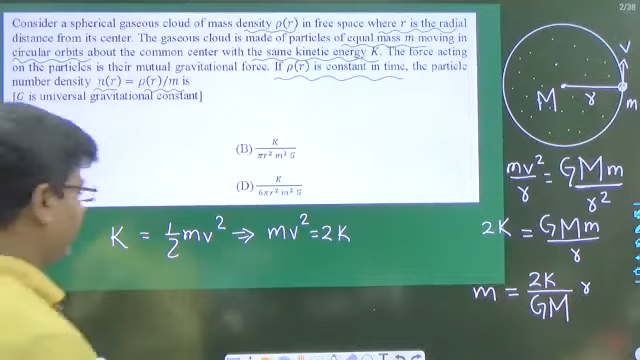 2/38
Consider a spherical gaseous cloud of mass density ρ(r) in free space where r is the radial
distance from its center. The gaseous cloud is made of particles of equal mass m moving in
circular orbits about the common center with the same kinetic energy K. The force acting
on the particles is their mutual gravitational force. If ρ(r) is constant in time, the particle
number density n(r) = ρ(r)/m is
[G is universal gravitational constant]
(B) K / πr² m² G
(D) K / 6πr² m² G
M r v m
mv²/r = GMm/r²
K = 1/2 mv² ⇒ mv² = 2K
2K = GMm/r
m = 2K/GM r